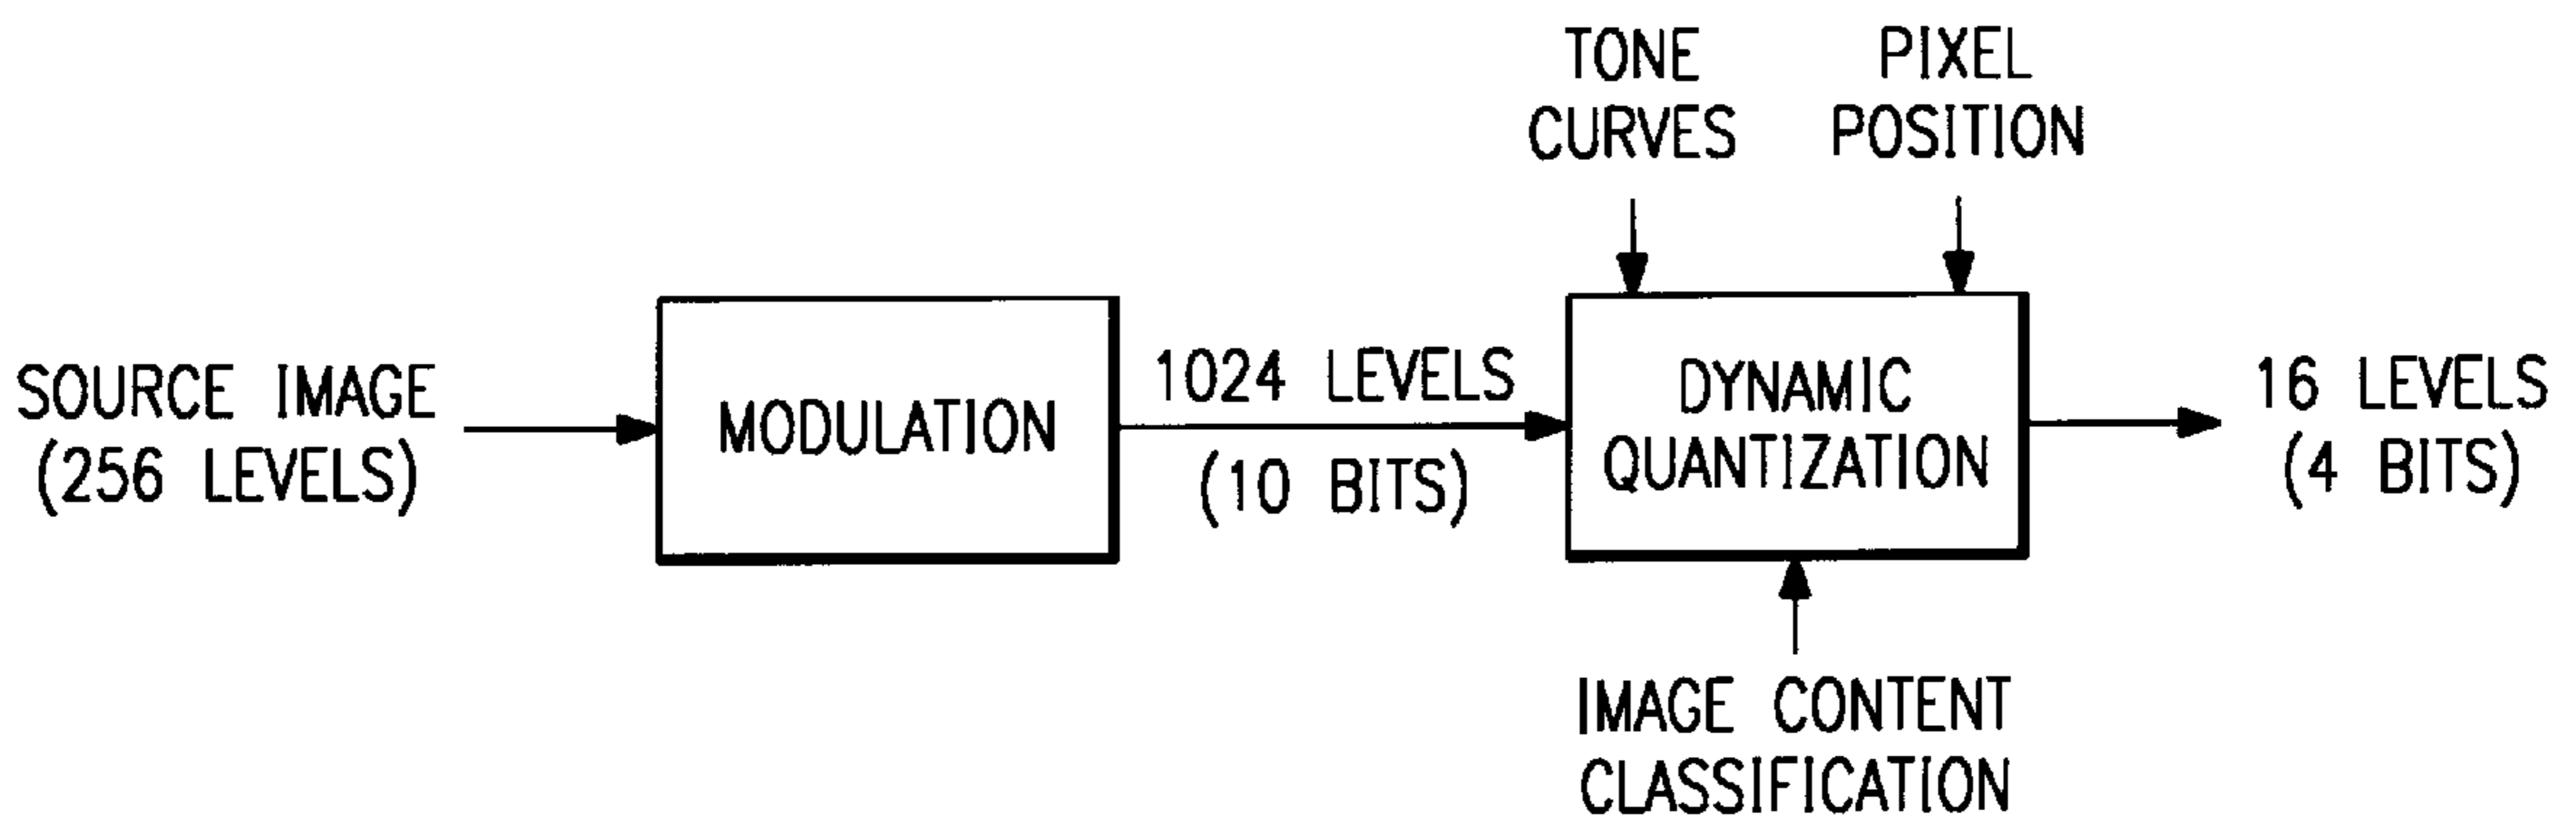 TONE
CURVES
PIXEL
POSITION
SOURCE IMAGE
(256 LEVELS)
MODULATION
1024 LEVELS
(10 BITS)
DYNAMIC
QUANTIZATION
16 LEVELS
(4 BITS)
IMAGE CONTENT
CLASSIFICATION